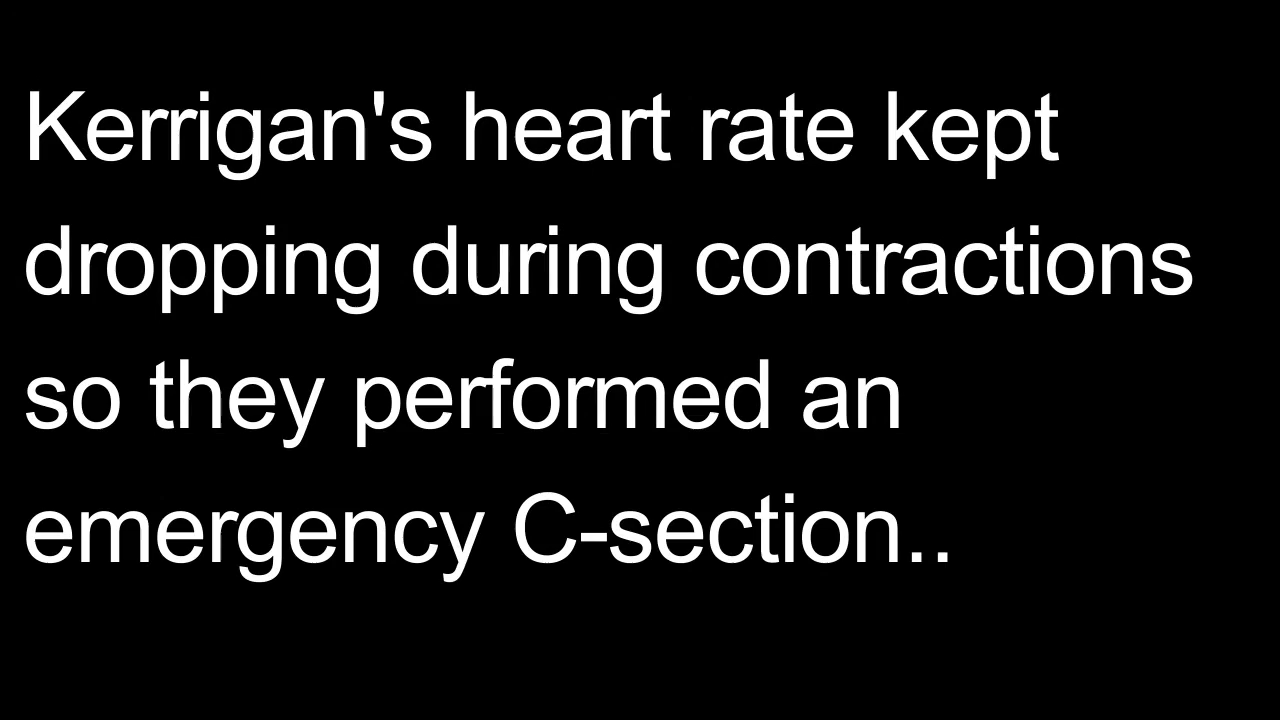 Kerrigan's heart rate kept
dropping during contractions
so they performed an
emergency C-section..